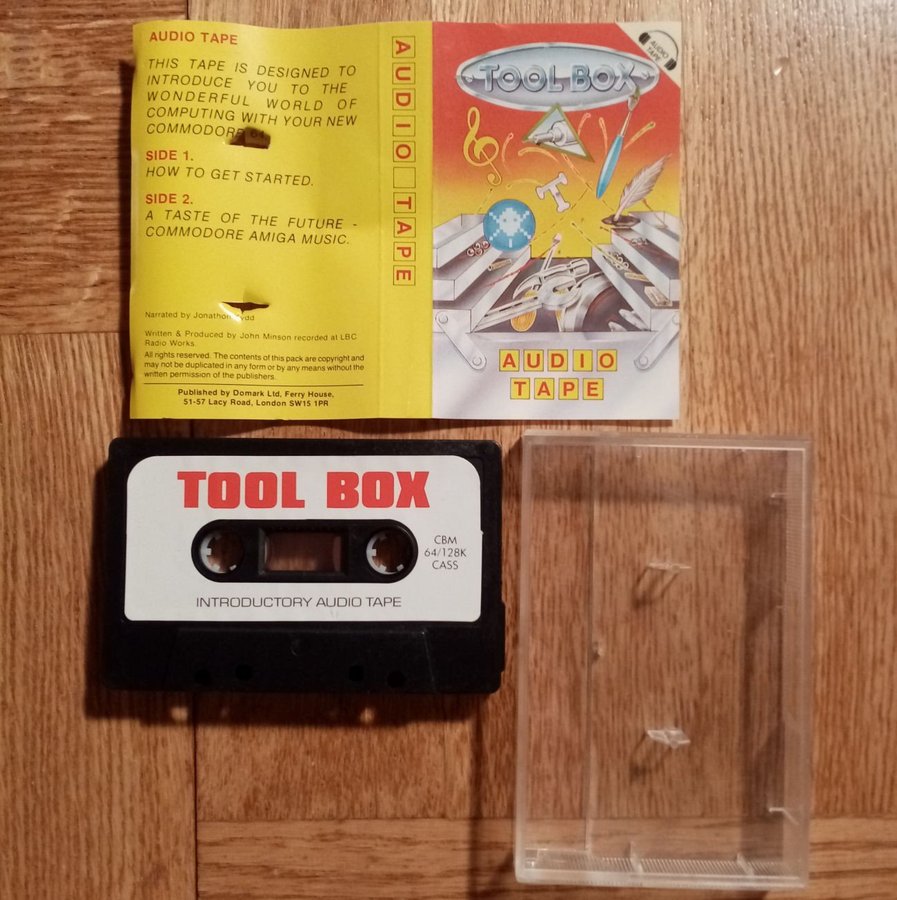 AUDIO TAPE
THIS TAPE IS DESIGNED TO
INTRODUCE YOU TO THE
WONDERFUL WORLD OF
COMPUTING WITH YOUR NEW
COMMODORE 64.
SIDE 1.
HOW TO GET STARTED.
SIDE 2.
A TASTE OF THE FUTURE -
COMMODORE AMIGA MUSIC.
Narrated by Jonathon
Written & Produced by John Minson recorded at LBC
Radio Works.
All rights reserved. The contents of this pack are copyright and
may not be duplicated in any form or by any means without the
written permission of the publishers.
Published by Domark Ltd, Ferry House,
51-57 Lacy Road, London SW15 1PR
AUDIO TAPE
AUDIO
TAPE
TOOL BOX
T
AUDIO
TAPE
TOOL BOX
CBM
64/128K
CASS
INTRODUCTORY AUDIO TAPE